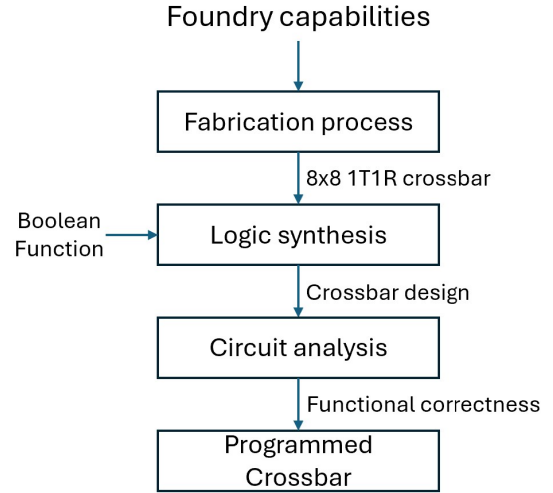 Foundry capabilities
Fabrication process
8x8 1T1R crossbar
Boolean
Function
Logic synthesis
Crossbar design
Circuit analysis
Functional correctness
Programmed
Crossbar